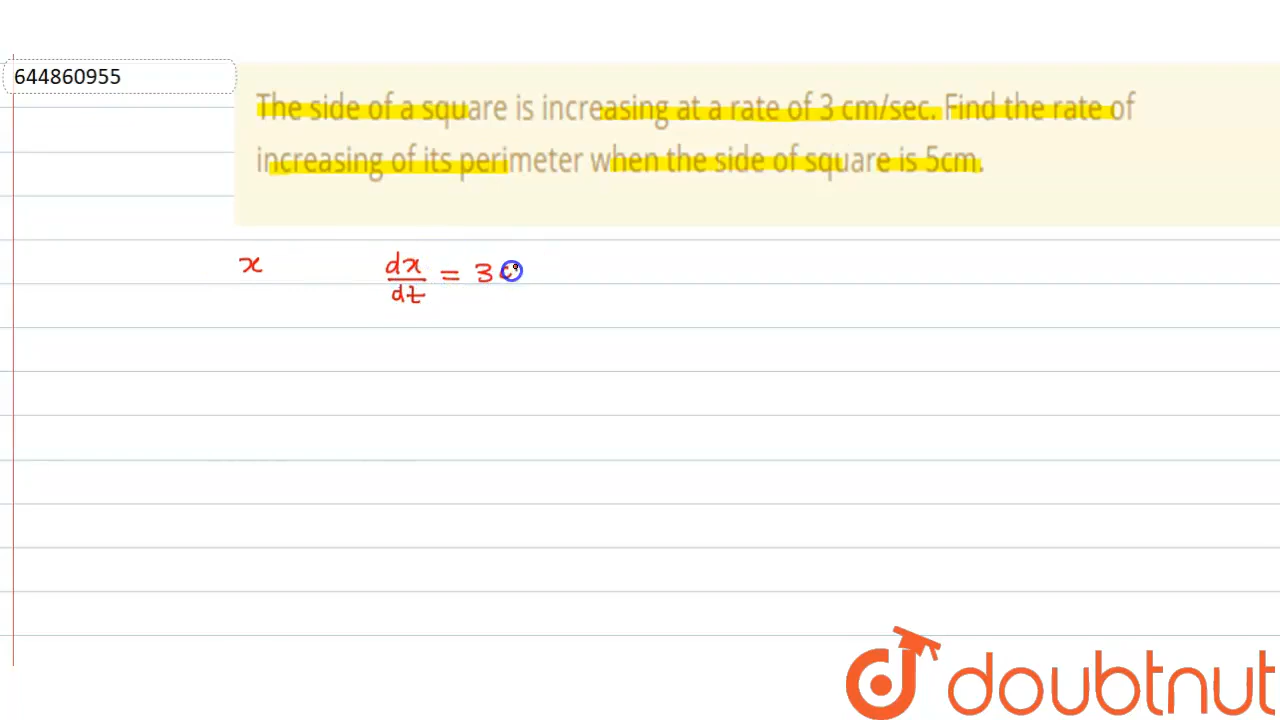 644860955
The side of a square is increasing at a rate of 3 cm/sec. Find the rate of
increasing of its perimeter when the side of square is 5cm.
x dx/dt = 3 c
doubtnut